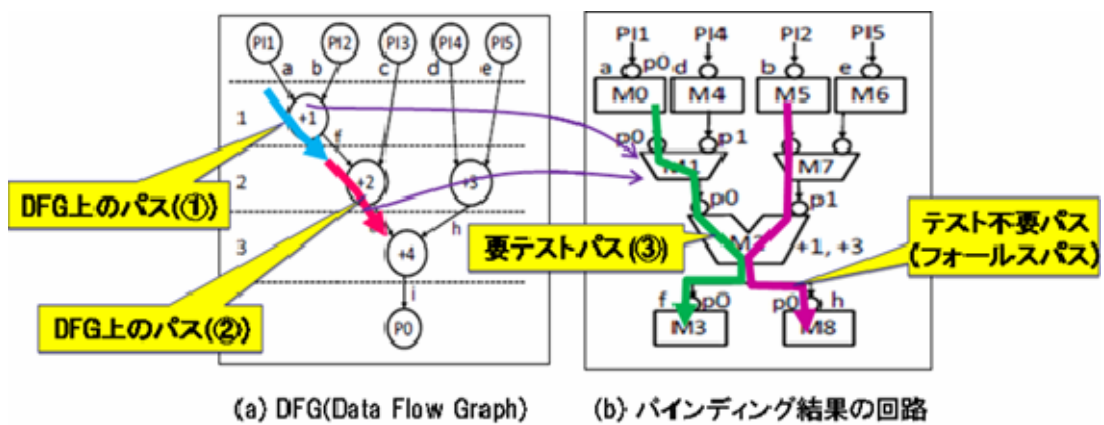 PI1 PI2 PI3 PI4 PI5
a b c d e
1 +1
f
2 +2 +3
h
3 +4
i
PO
DFG上のパス(①)
DFG上のパス(②)
(a) DFG(Data Flow Graph)
PI1 PI4 PI2 PI5
a p0 d b e
M0 M4 M5 M6
p0 p1
M1 M7
p0 p1
+1, +3
要テストパス(③)
テスト不要パス
(フォールスパス)
f p0 p0 h
M3 M8
(b) バインディング結果の回路